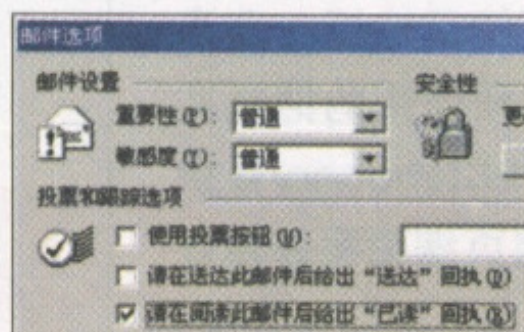 邮件选项
邮件设置
安全性
重要性(P): 普通
更
敏感度(T): 普通
投票和跟踪选项
使用投票按钮(U):
请在送达此邮件后给出“送达”回执(Q)
请在阅读此邮件后给出“已读”回执(R)